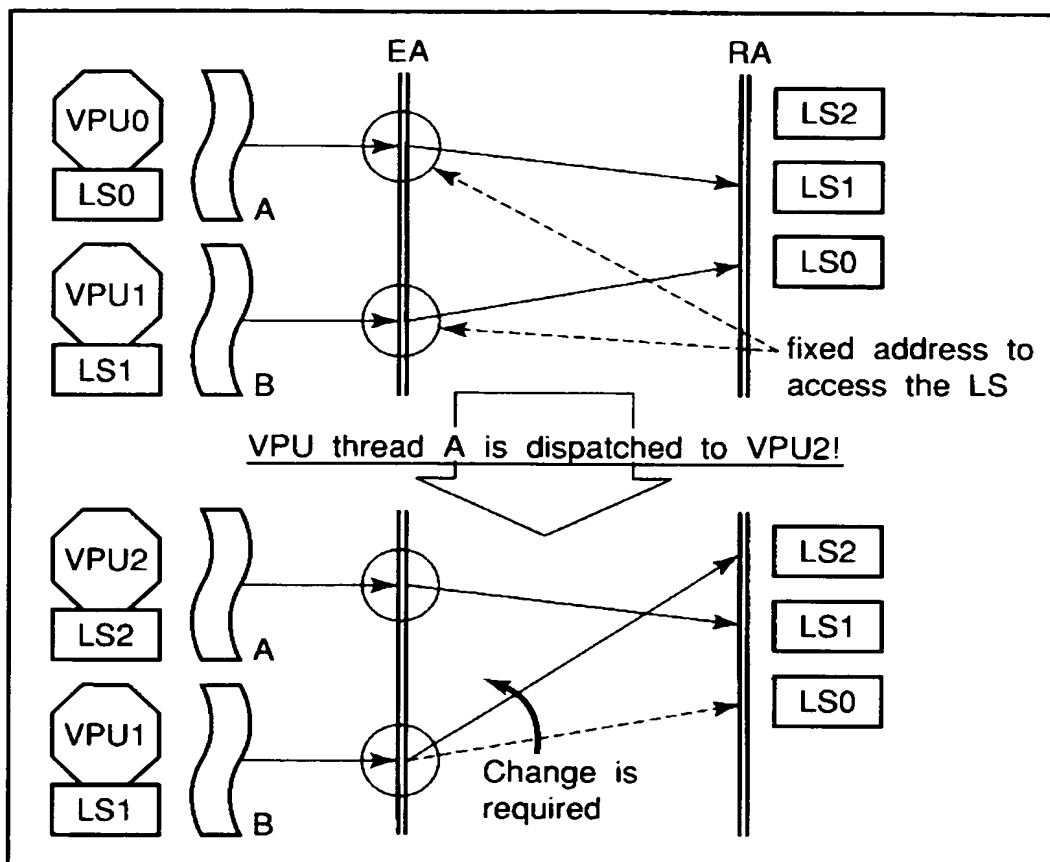 EA
RA
VPU0
LS0
A
LS2
LS1
LS0
VPU1
LS1
B
fixed address to
access the LS
VPU thread A is dispatched to VPU2!
VPU2
LS2
A
LS2
LS1
LS0
VPU1
LS1
B
Change is
required